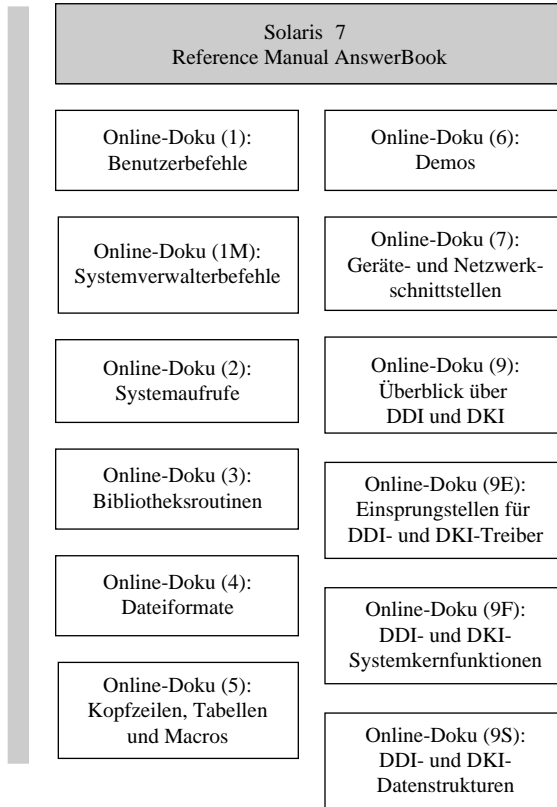 Solaris 7
Reference Manual AnswerBook
Online-Doku (1):
Benutzerbefehle
Online-Doku (1M):
Systemverwalterbefehle
Online-Doku (2):
Systemaufrufe
Online-Doku (3):
Bibliotheksroutinen
Online-Doku (4):
Dateiformate
Online-Doku (5):
Kopfzeilen, Tabellen
und Macros
Online-Doku (6):
Demos
Online-Doku (7):
Geräte- und Netzwerk-
schnittstellen
Online-Doku (9):
Überblick über
DDI und DKI
Online-Doku (9E):
Einsprungstellen für
DDI- und DKI-Treiber
Online-Doku (9F):
DDI- und DKI-
Systemkernfunktionen
Online-Doku (9S):
DDI- und DKI-
Datenstrukturen